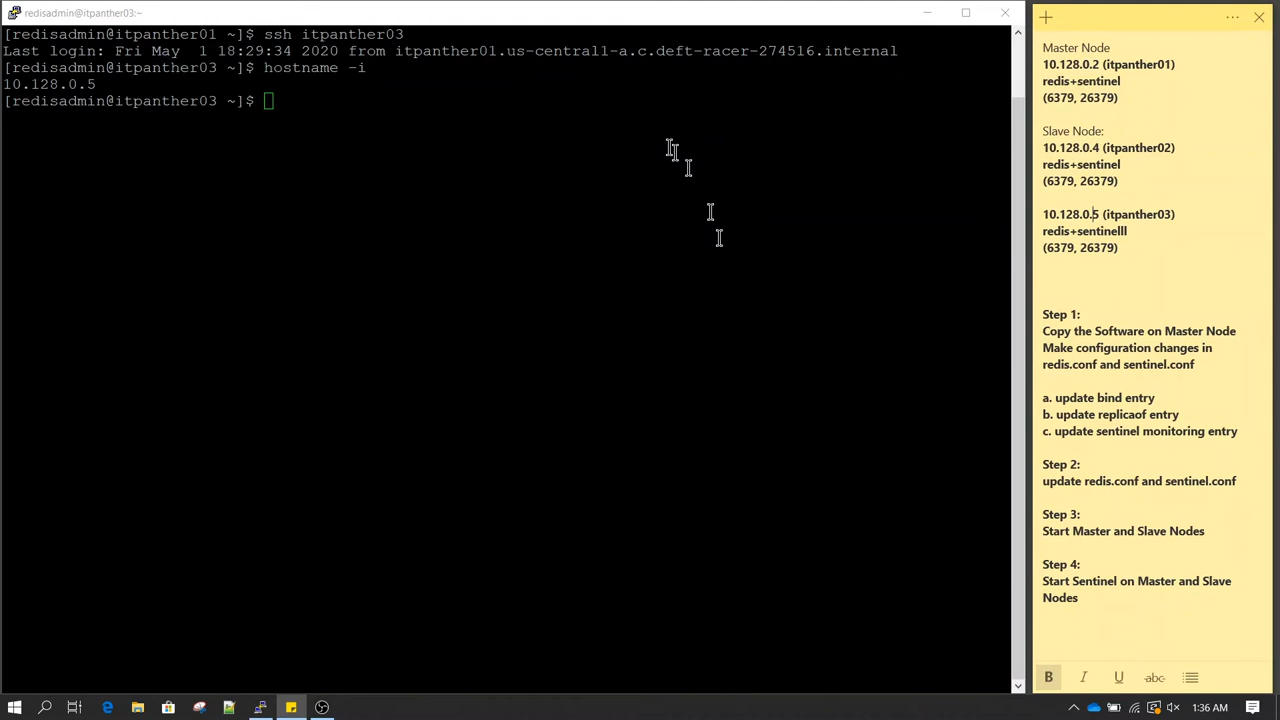 redisadmin@itpanther03:~
[redisadmin@itpanther01 ~]$ ssh itpanther03
Last login: Fri May  1 18:29:34 2020 from itpanther01.us-central1-a.c.deft-racer-274516.internal
[redisadmin@itpanther03 ~]$ hostname -i
10.128.0.5
[redisadmin@itpanther03 ~]$
Master Node
10.128.0.2 (itpanther01)
redis+sentinel
(6379, 26379)
Slave Node:
10.128.0.4 (itpanther02)
redis+sentinel
(6379, 26379)
10.128.0.5 (itpanther03)
redis+sentinelll
(6379, 26379)
Step 1:
Copy the Software on Master Node
Make configuration changes in
redis.conf and sentinel.conf
a. update bind entry
b. update replicaof entry
c. update sentinel monitoring entry
Step 2:
update redis.conf and sentinel.conf
Step 3:
Start Master and Slave Nodes
Step 4:
Start Sentinel on Master and Slave
Nodes
B I U abc
1:36 AM